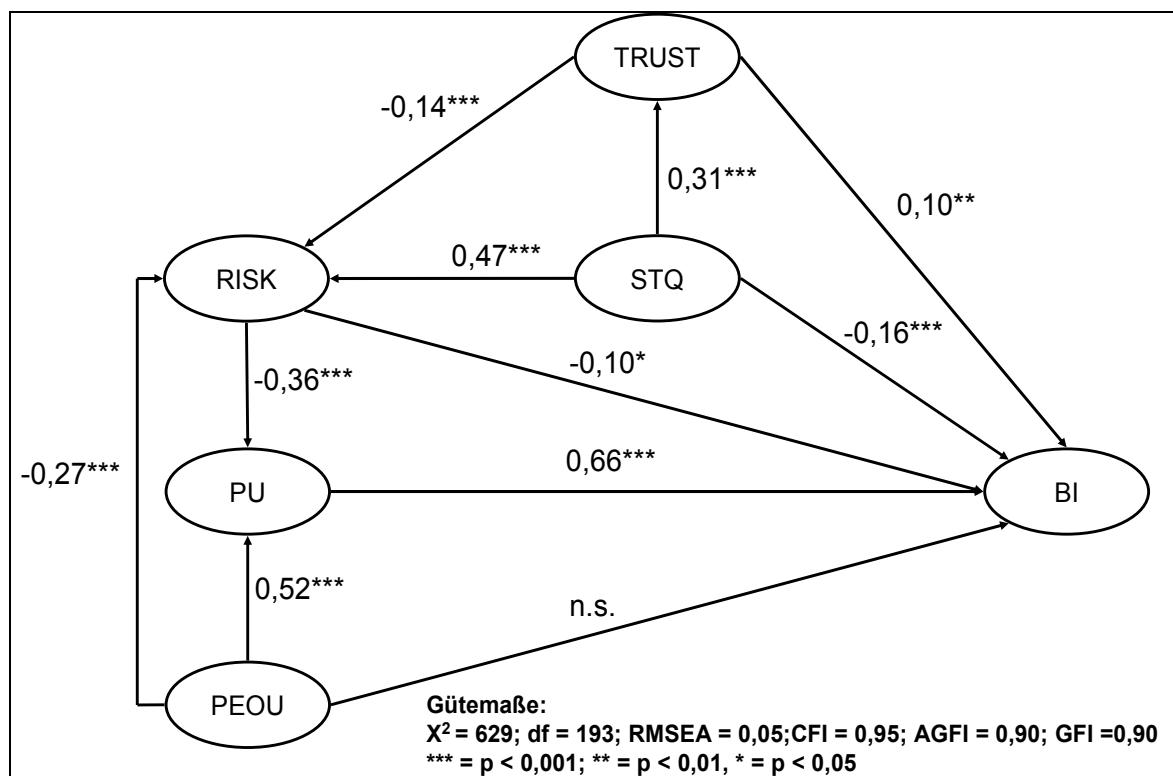 TRUST
-0,14***
0,31***
0,10**
0,47***
RISK
STQ
-0,16***
-0,10*
-0,36***
-0,27***
0,66***
PU
BI
0,52***
n.s.
PEOU
Gütemaße:
X² = 629; df = 193; RMSEA = 0,05;CFI = 0,95; AGFI = 0,90; GFI =0,90
*** = p < 0,001; ** = p < 0,01, * = p < 0,05